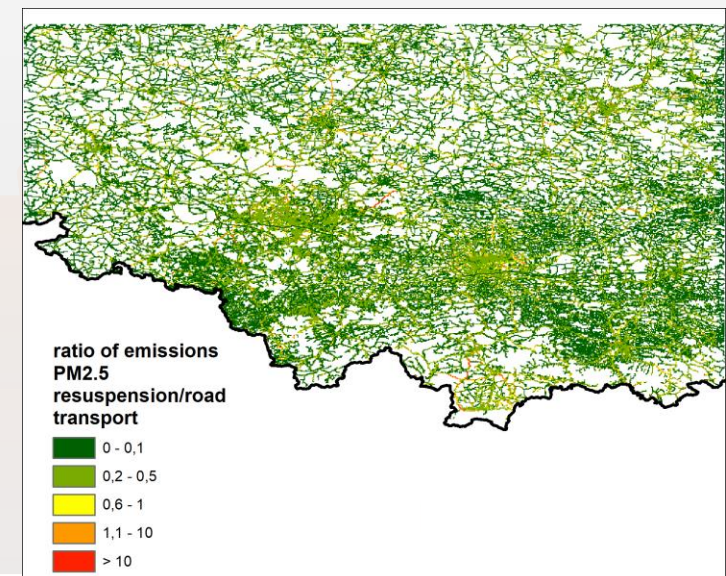 ratio of emissions
PM2.5
resuspension/road
transport
0 - 0,1
0,2 - 0,5
0,6 - 1
1,1 - 10
> 10